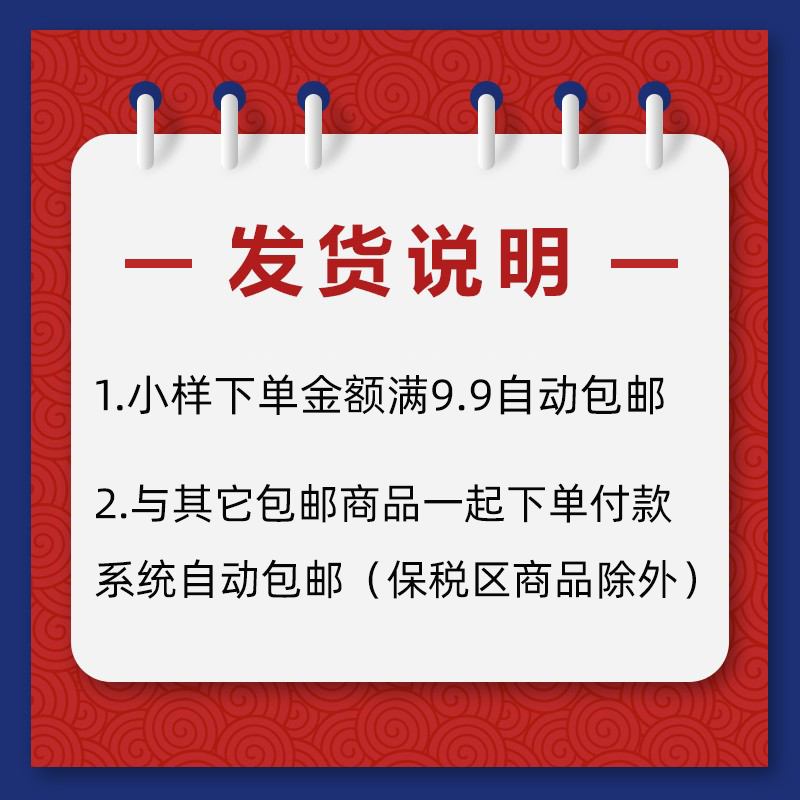 发货说明
1.小样下单金额满9.9自动包邮
2.与其它包邮商品一起下单付款
系统自动包邮（保税区商品除外）